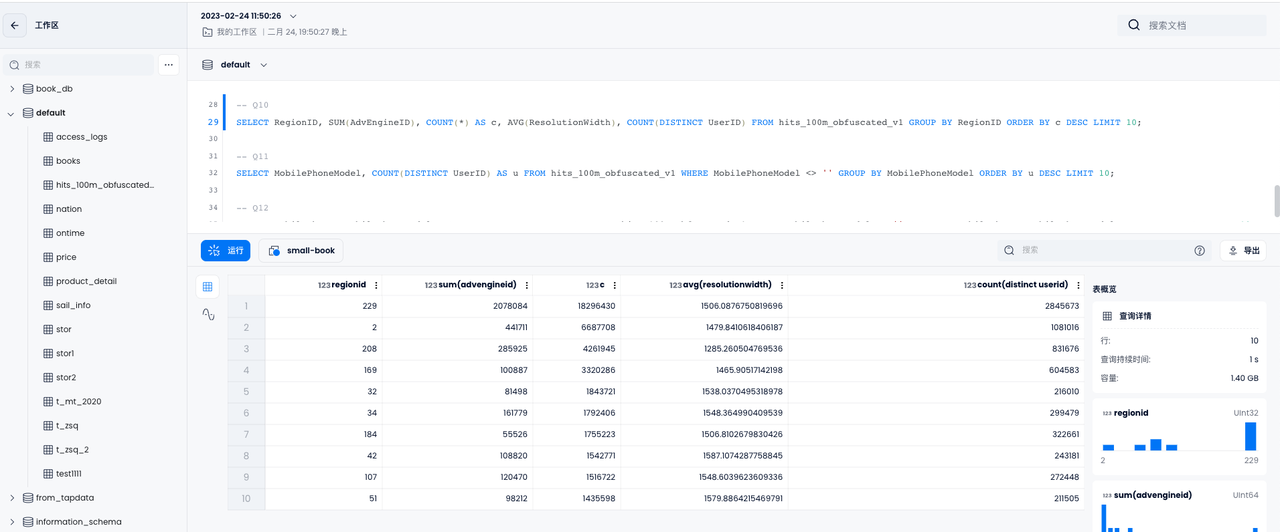 工作区
2023-02-24 11:50:26
我的工作区 | 二月 24, 19:50:27 晚上
搜索文档
搜索
book_db
default
access_logs
books
hits_100m_obfuscated...
nation
ontime
price
product_detail
sail_info
stor
stor1
stor2
t_mt_2020
t_zsq
t_zsq_2
test1111
from_tapdata
information_schema
default
28 -- Q10
29 SELECT RegionID, SUM(AdvEngineID), COUNT(*) AS c, AVG(ResolutionWidth), COUNT(DISTINCT UserID) FROM hits_100m_obfuscated_v1 GROUP BY RegionID ORDER BY c DESC LIMIT 10;
30
31 -- Q11
32 SELECT MobilePhoneModel, COUNT(DISTINCT UserID) AS u FROM hits_100m_obfuscated_v1 WHERE MobilePhoneModel <> '' GROUP BY MobilePhoneModel ORDER BY u DESC LIMIT 10;
33
34 -- Q12
运行 small-book 搜索 导出
123 regionid 123 sum(advengineid) 123 c 123 avg(resolutionwidth) 123 count(distinct userid)
1 229 2078084 18296430 1506.0876750819696 2845673
2 2 441711 6687708 1479.8410618406187 1081016
3 208 285925 4261945 1285.260504769536 831676
4 169 100887 3320286 1465.90517142198 604583
5 32 81498 1843721 1538.0370495318978 216010
6 34 161779 1792406 1548.364990409539 299479
7 184 55526 1755223 1506.8102679830426 322661
8 42 108820 1542771 1587.1074287758845 243181
9 107 120470 1516722 1548.6039623609336 272448
10 51 98212 1435598 1579.8864215469791 211505
表概览
查询详情
行: 10
查询持续时间: 1 s
容量: 1.40 GB
123 regionid UInt32
2 229
123 sum(advengineid) UInt64